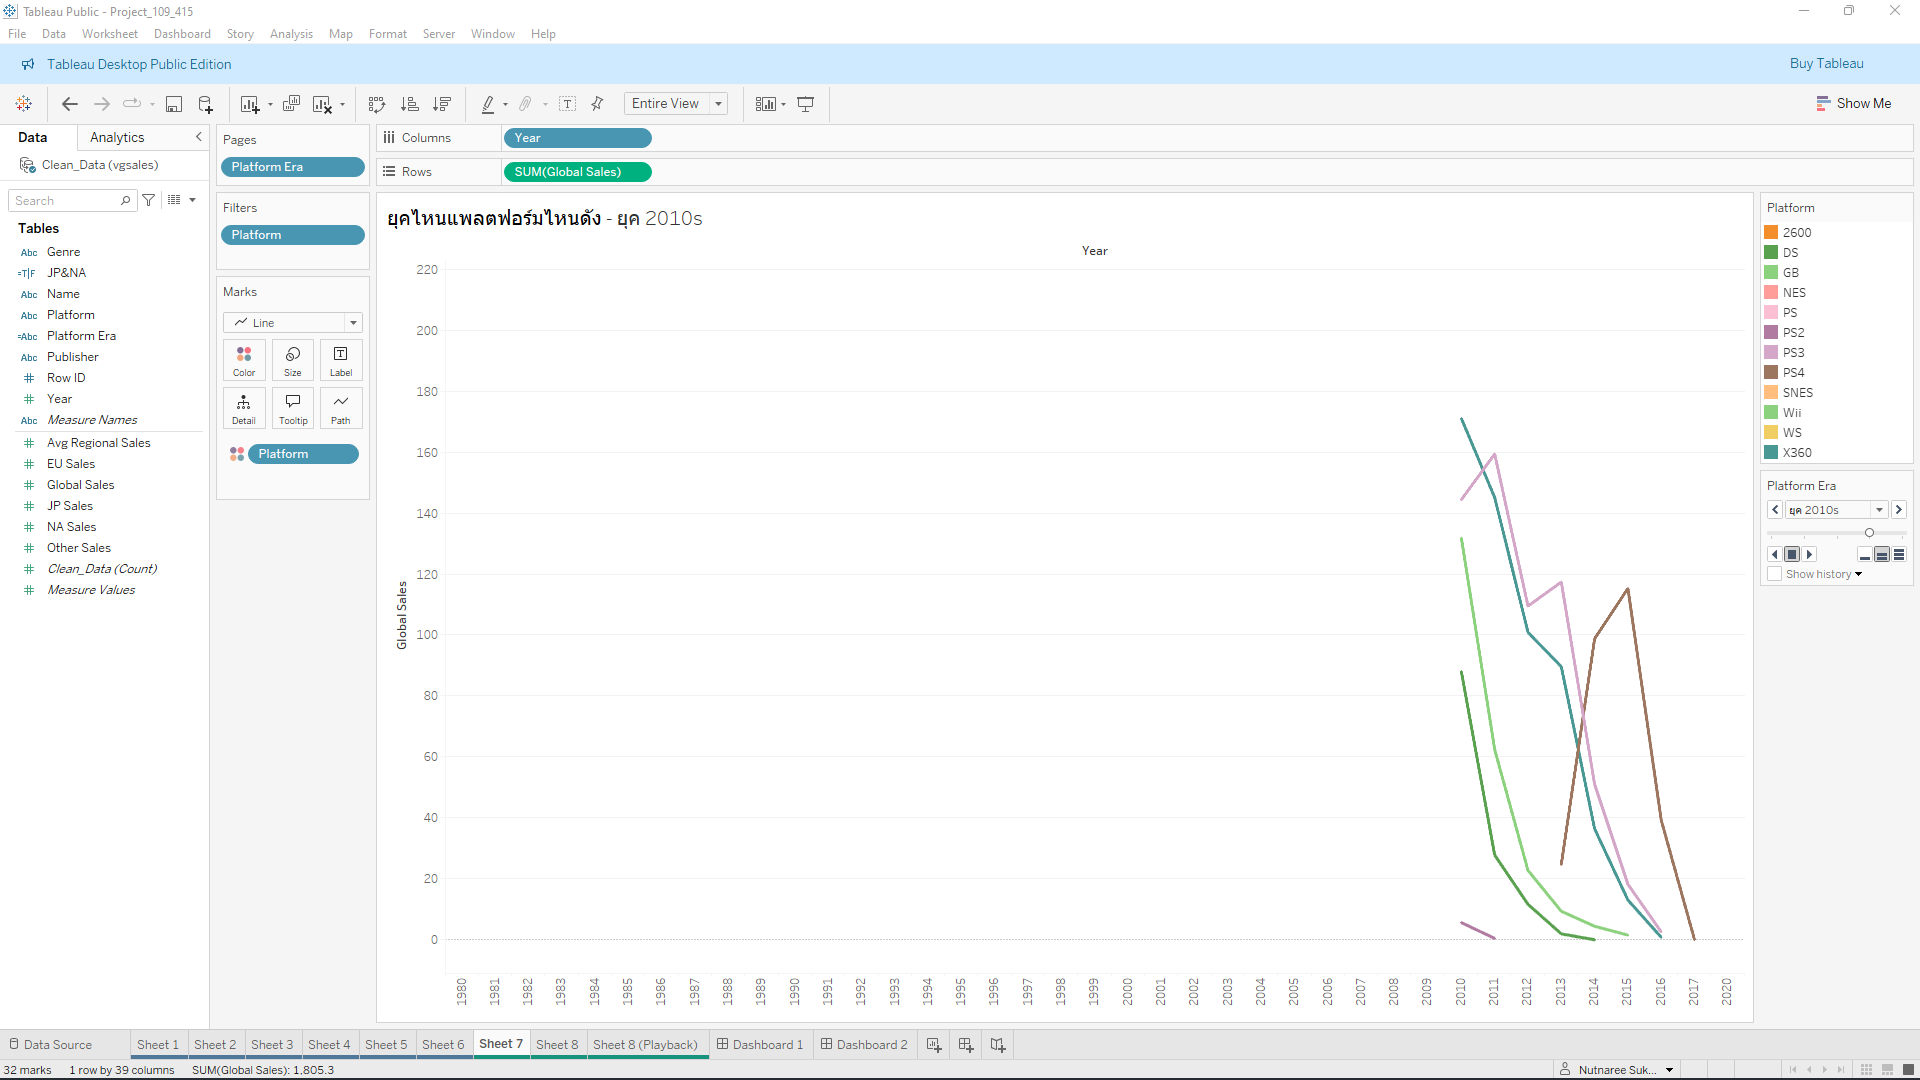 Tableau Public - Project_109_415
File Data Worksheet Dashboard Story Analysis Map Format Server Window Help
Tableau Desktop Public Edition Buy Tableau
Entire View Show Me
Data Analytics
Clean_Data (vgsales)
Search
Tables
Abc Genre
=T|F JP&NA
Abc Name
Abc Platform
=Abc Platform Era
Abc Publisher
# Row ID
# Year
Abc Measure Names
# Avg Regional Sales
# EU Sales
# Global Sales
# JP Sales
# NA Sales
# Other Sales
# Clean_Data (Count)
# Measure Values
Pages
Platform Era
Filters
Platform
Marks
Line
Color Size Label
Detail Tooltip Path
Platform
Columns Year
Rows SUM(Global Sales)
ยุคไหนแพลตฟอร์มไหนดัง - ยุค 2010s
Year
Global Sales
220
200
180
160
140
120
100
80
60
40
20
0
1980 1981 1982 1983 1984 1985 1986 1987 1988 1989 1990 1991 1992 1993 1994 1995 1996 1997 1998 1999 2000 2001 2002 2003 2004 2005 2006 2007 2008 2009 2010 2011 2012 2013 2014 2015 2016 2017 2020
Platform
2600
DS
GB
NES
PS
PS2
PS3
PS4
SNES
Wii
WS
X360
Platform Era
ยุค 2010s
Show history
Data Source Sheet 1 Sheet 2 Sheet 3 Sheet 4 Sheet 5 Sheet 6 Sheet 7 Sheet 8 Sheet 8 (Playback) Dashboard 1 Dashboard 2
32 marks 1 row by 39 columns SUM(Global Sales): 1,805.3 Nutnaree Suk...